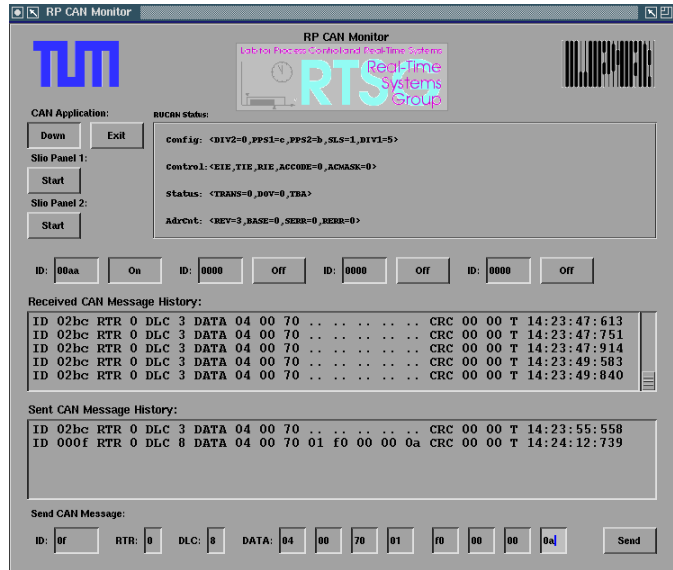 RP CAN Monitor
RP CAN Monitor
TUM
Lab for Process Control and Real-Time Systems
RTSG
Real-Time
Systems
Group
CAN Application:
Down Exit
RUCAN Status:
Config: <DIV2=0,PPS1=c,PPS2=b,SLS=1,DIV1=5>
Control:<EIE,TIE,RIE,ACCODE=0,ACMASK=0>
Status: <TRANS=0,DOV=0,TBA>
AdrCnt: <REV=3,BASE=0,SERR=0,RERR=0>
Slio Panel 1:
Start
Slio Panel 2:
Start
ID: 00aa On ID: 0000 Off ID: 0000 Off ID: 0000 Off
Received CAN Message History:
ID 02bc RTR 0 DLC 3 DATA 04 00 70 .. .. .. .. .. CRC 00 00 T 14:23:47:613
ID 02bc RTR 0 DLC 3 DATA 04 00 70 .. .. .. .. .. CRC 00 00 T 14:23:47:751
ID 02bc RTR 0 DLC 3 DATA 04 00 70 .. .. .. .. .. CRC 00 00 T 14:23:47:914
ID 02bc RTR 0 DLC 3 DATA 04 00 70 .. .. .. .. .. CRC 00 00 T 14:23:49:583
ID 02bc RTR 0 DLC 3 DATA 04 00 70 .. .. .. .. .. CRC 00 00 T 14:23:49:840
Sent CAN Message History:
ID 02bc RTR 0 DLC 3 DATA 04 00 70 .. .. .. .. .. CRC 00 00 T 14:23:55:558
ID 000f RTR 0 DLC 8 DATA 04 00 70 01 f0 00 00 0a CRC 00 00 T 14:24:12:739
Send CAN Message:
ID: 0f RTR: 0 DLC: 8 DATA: 04 00 70 01 f0 00 00 0a Send